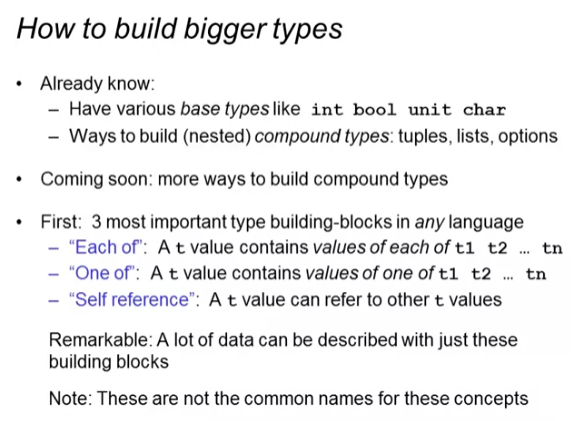 How to build bigger types
• Already know:
– Have various base types like int bool unit char
– Ways to build (nested) compound types: tuples, lists, options
• Coming soon: more ways to build compound types
• First: 3 most important type building-blocks in any language
– “Each of”: A t value contains values of each of t1 t2 … tn
– “One of”: A t value contains values of one of t1 t2 … tn
– “Self reference”: A t value can refer to other t values
Remarkable: A lot of data can be described with just these
building blocks
Note: These are not the common names for these concepts